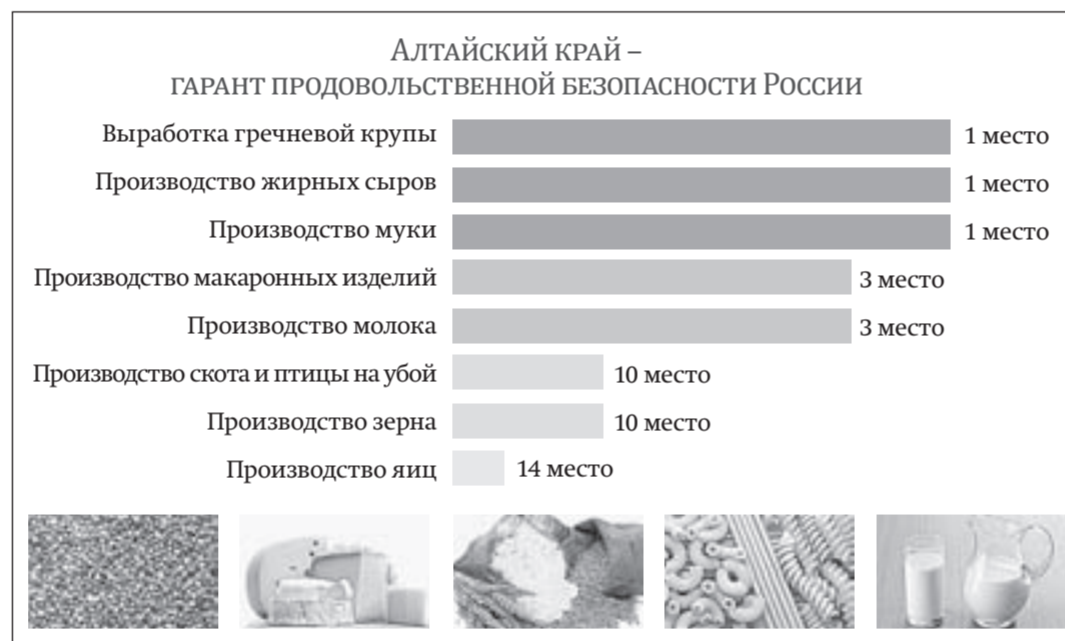 Алтайский край –
гарант продовольственной безопасности России
Выработка гречневой крупы 1 место
Производство жирных сыров 1 место
Производство муки 1 место
Производство макаронных изделий 3 место
Производство молока 3 место
Производство скота и птицы на убой 10 место
Производство зерна 10 место
Производство яиц 14 место